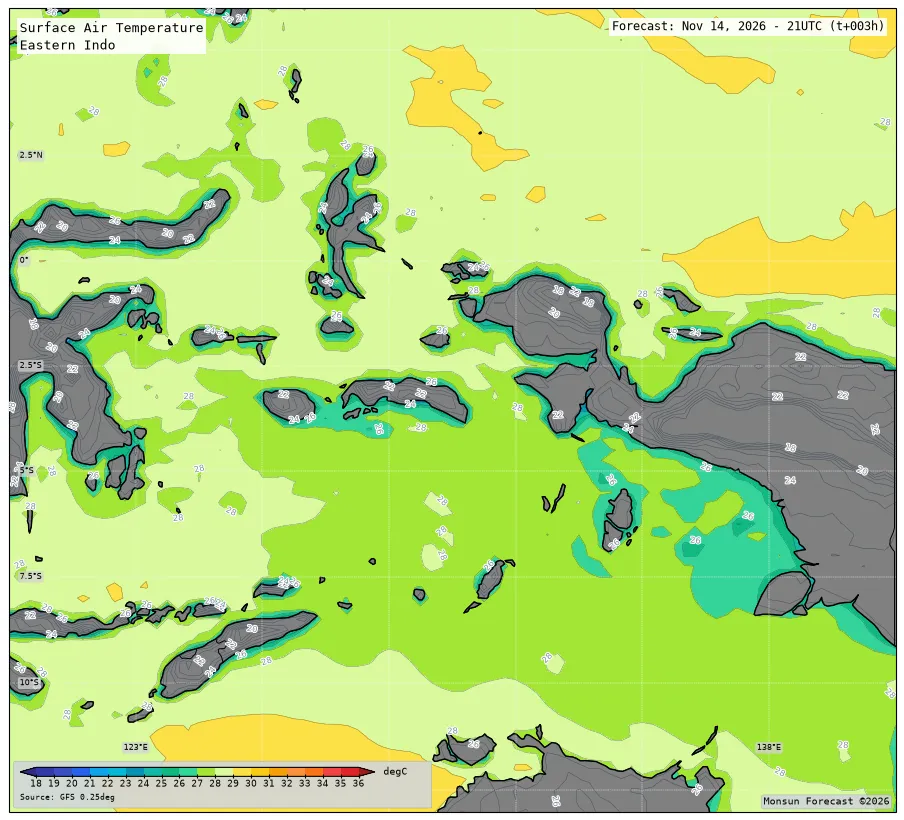 Surface Air Temperature
Eastern Indo
Forecast: Nov 14, 2026 - 21UTC (t+003h)
2.5°N
0°
2.5°S
5°S
7.5°S
10°S
123°E
138°E
degC
18 19 20 21 22 23 24 25 26 27 28 29 30 31 32 33 34 35 36
Source: GFS 0.25deg
Monsun Forecast ©2026